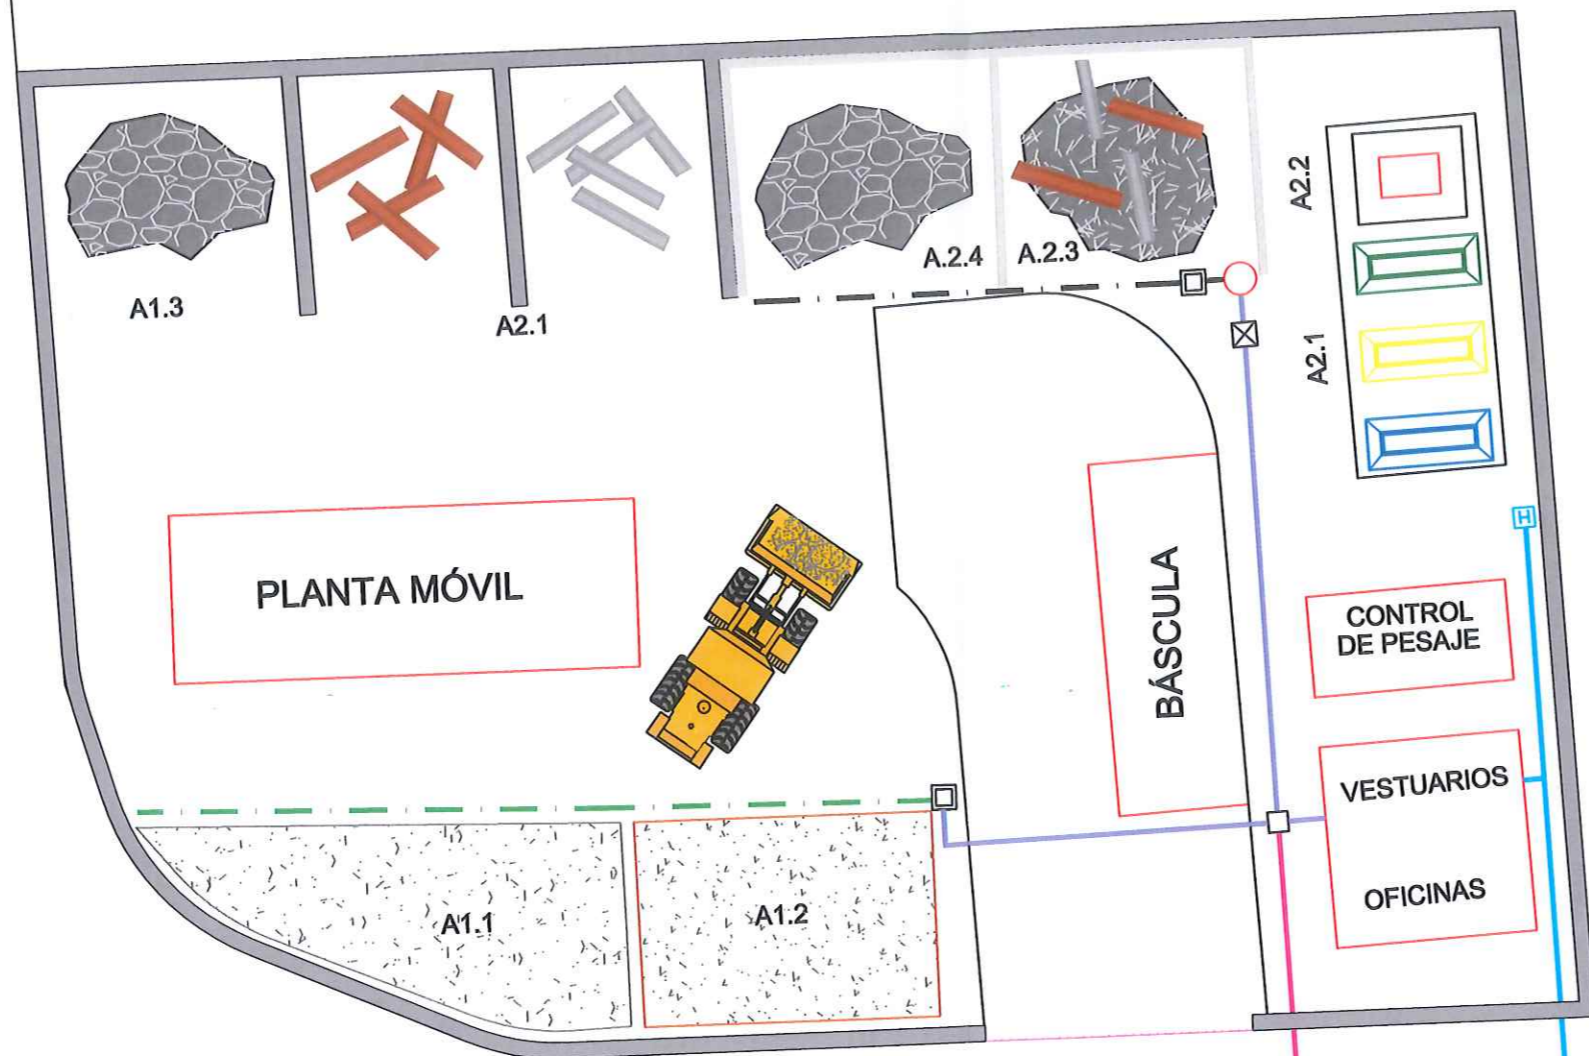 A1.3
A2.1
A.2.4
A.2.3
A2.2
A2.1
H
PLANTA MÓVIL
BÁSCULA
CONTROL
DE PESAJE
VESTUARIOS
OFICINAS
A1.1
A1.2